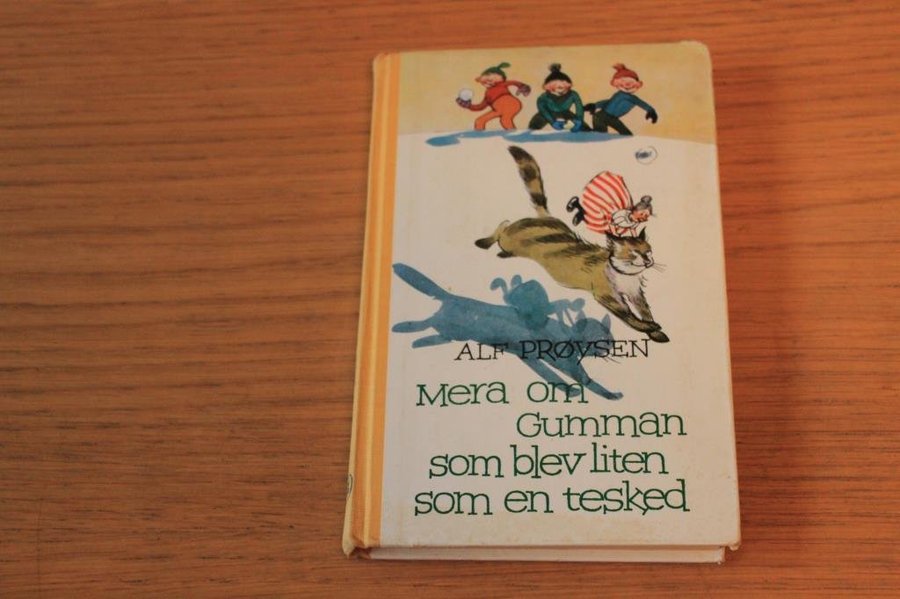 ALF PRØYSEN
Mera om
Gumman
som blev liten
som en tesked